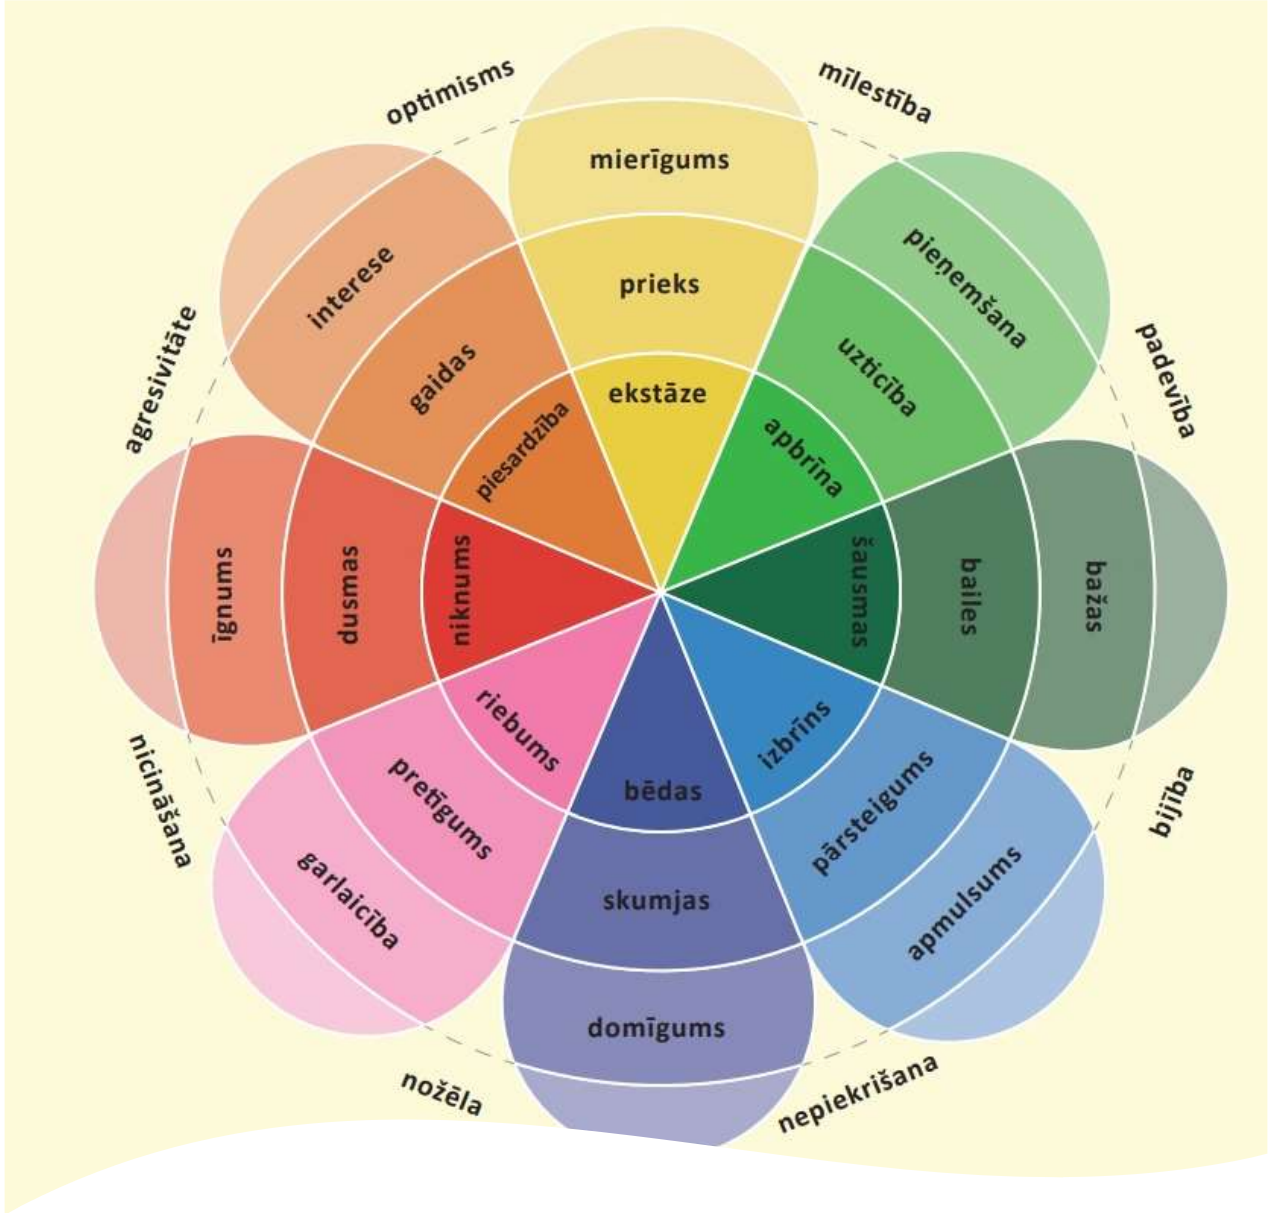 optimisms
mīlestība
mierīgums
pieņemšana
interese
prieks
agresivitāte
padevība
uzticība
gaidas
ekstāze
piesardzība
apbrīna
īgnums
dusmas
niknums
šausmas
bailes
bažas
riebums
izbrīns
nicināšana
bijība
pretīgums
bēdas
pārsteigums
garlaicība
skumjas
apmulsums
domīgums
nožēla
nepiekrišana